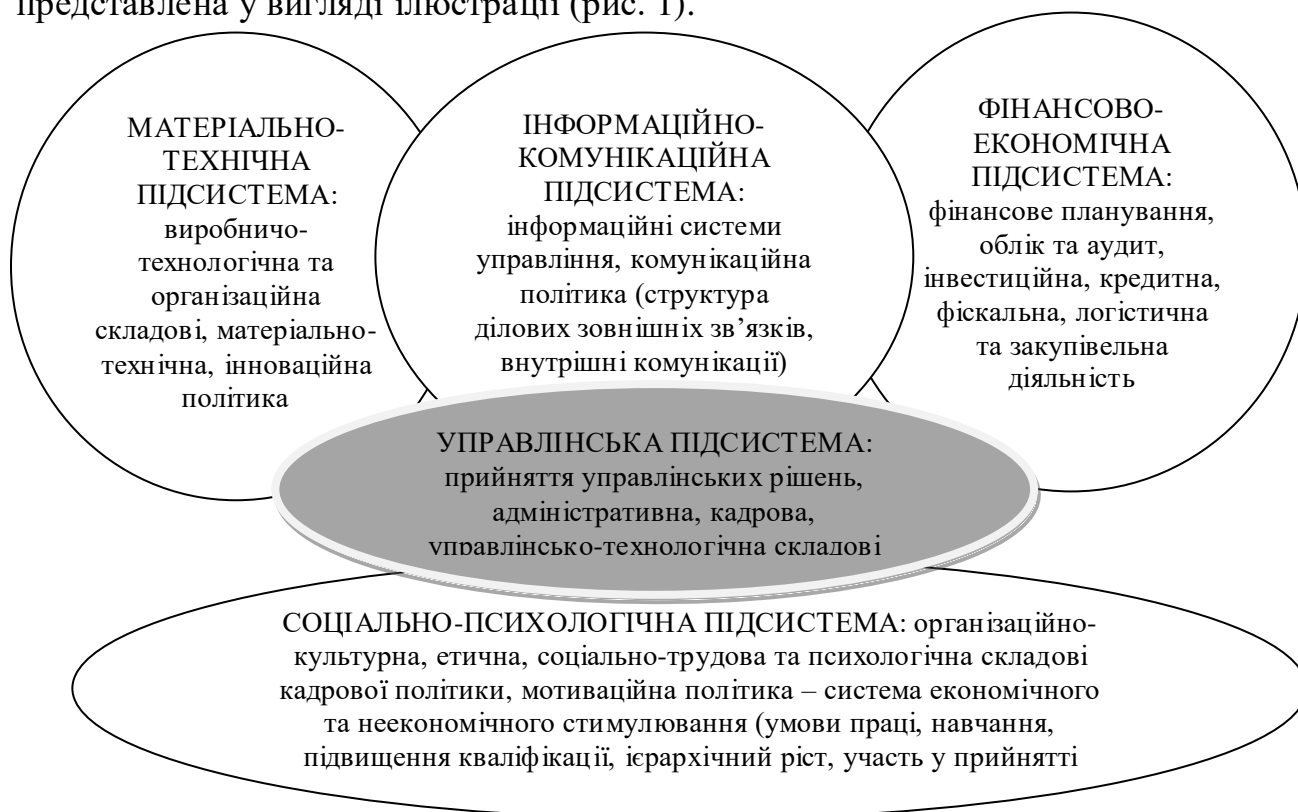 представлена у вигляді ілюстрації (рис. 1).
МАТЕРІАЛЬНО-
ТЕХНІЧНА
ПІДСИСТЕМА:
виробничо-
технологічна та
організаційна
складові, матеріально-
технічна, інноваційна
політика
ІНФОРМАЦІЙНО-
КОМУНІКАЦІЙНА
ПІДСИСТЕМА:
інформаційні системи
управління, комунікаційна
політика (структура
ділових зовнішніх зв’язків,
внутрішні комунікації)
ФІНАНСОВО-
ЕКОНОМІЧНА
ПІДСИСТЕМА:
фінансове планування,
облік та аудит,
інвестиційна, кредитна,
фіскальна, логістична
та закупівельна
діяльність
УПРАВЛІНСЬКА ПІДСИСТЕМА:
прийняття управлінських рішень,
адміністративна, кадрова,
управлінсько-технологічна складові
СОЦІАЛЬНО-ПСИХОЛОГІЧНА ПІДСИСТЕМА: організаційно-
культурна, етична, соціально-трудова та психологічна складові
кадрової політики, мотиваційна політика – система економічного
та неекономічного стимулювання (умови праці, навчання,
підвищення кваліфікації, ієрархічний ріст, участь у прийнятті